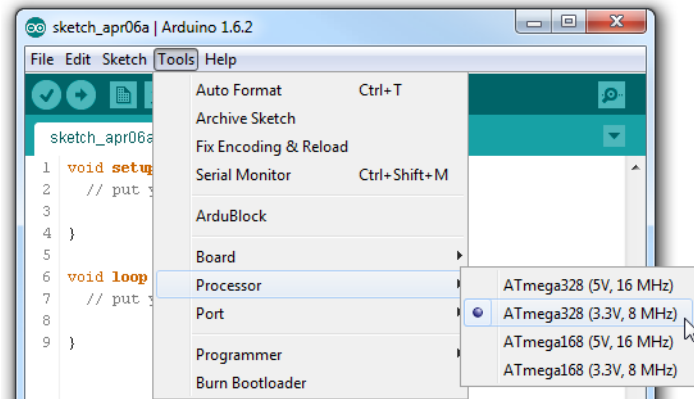 sketch_apr06a | Arduino 1.6.2
File Edit Sketch Tools Help
Auto Format Ctrl+T
Archive Sketch
sketch_apr06a
Fix Encoding & Reload
1 void setup
Serial Monitor Ctrl+Shift+M
2 // put
3
ArduBlock
4 }
5
Board
6 void loop
Processor
ATmega328 (5V, 16 MHz)
7 // put
Port
ATmega328 (3.3V, 8 MHz)
8
ATmega168 (5V, 16 MHz)
9 }
Programmer
ATmega168 (3.3V, 8 MHz)
Burn Bootloader